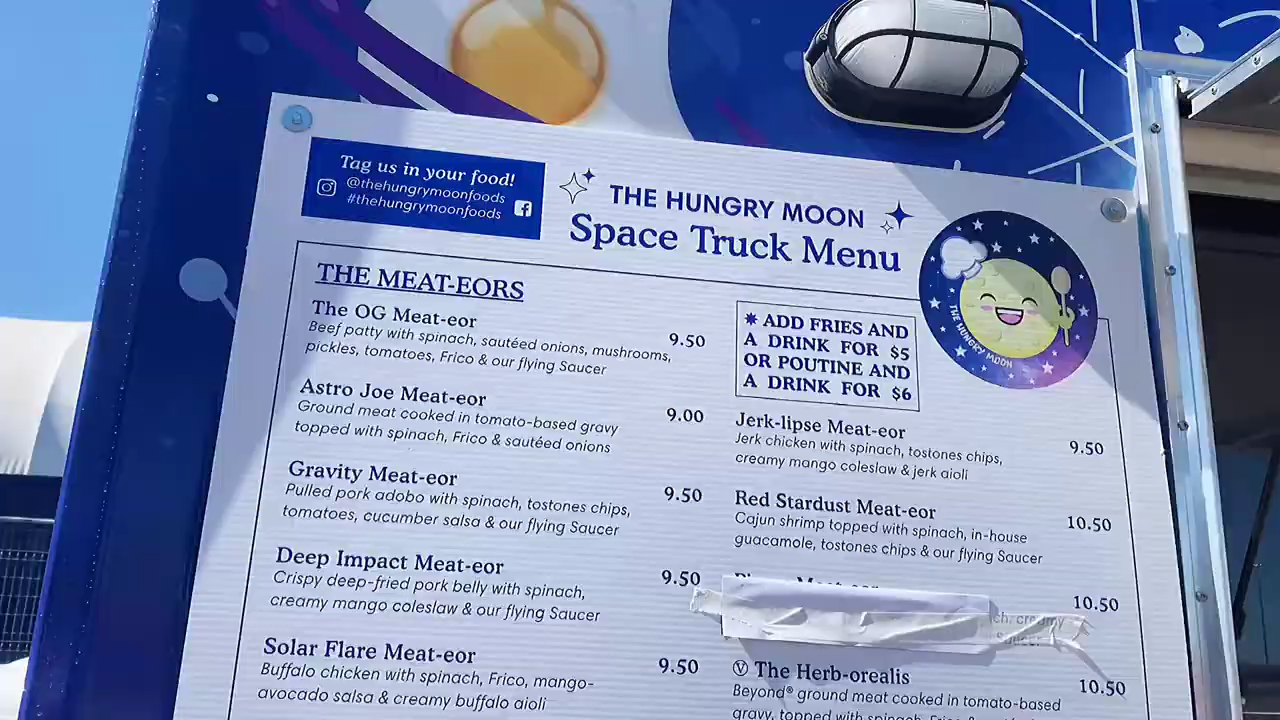 Tag us in your food!
@thehungrymoonfoods
#thehungrymoonfoods
THE HUNGRY MOON
Space Truck Menu
THE HUNGRY MOON
THE MEAT-EORS
The OG Meat-eor
9.50
Beef patty with spinach, sautéed onions, mushrooms,
pickles, tomatoes, Frico & our flying Saucer
Astro Joe Meat-eor
9.00
Ground meat cooked in tomato-based gravy
topped with spinach, Frico & sautéed onions
Gravity Meat-eor
9.50
Pulled pork adobo with spinach, tostones chips,
tomatoes, cucumber salsa & our flying Saucer
Deep Impact Meat-eor
9.50
Crispy deep-fried pork belly with spinach,
creamy mango coleslaw & our flying Saucer
Solar Flare Meat-eor
9.50
Buffalo chicken with spinach, Frico, mango-
avocado salsa & creamy buffalo aioli
ADD FRIES AND
A DRINK FOR $5
OR POUTINE AND
A DRINK FOR $6
Jerk-lipse Meat-eor
9.50
Jerk chicken with spinach, tostones chips,
creamy mango coleslaw & jerk aioli
Red Stardust Meat-eor
10.50
Cajun shrimp topped with spinach, in-house
guacamole, tostones chips & our flying Saucer
Meat-eor
10.50
creamy
Saucer
Ⓥ The Herb-orealis
10.50
Beyond® ground meat cooked in tomato-based
gravy, topped with spinach, Frico &